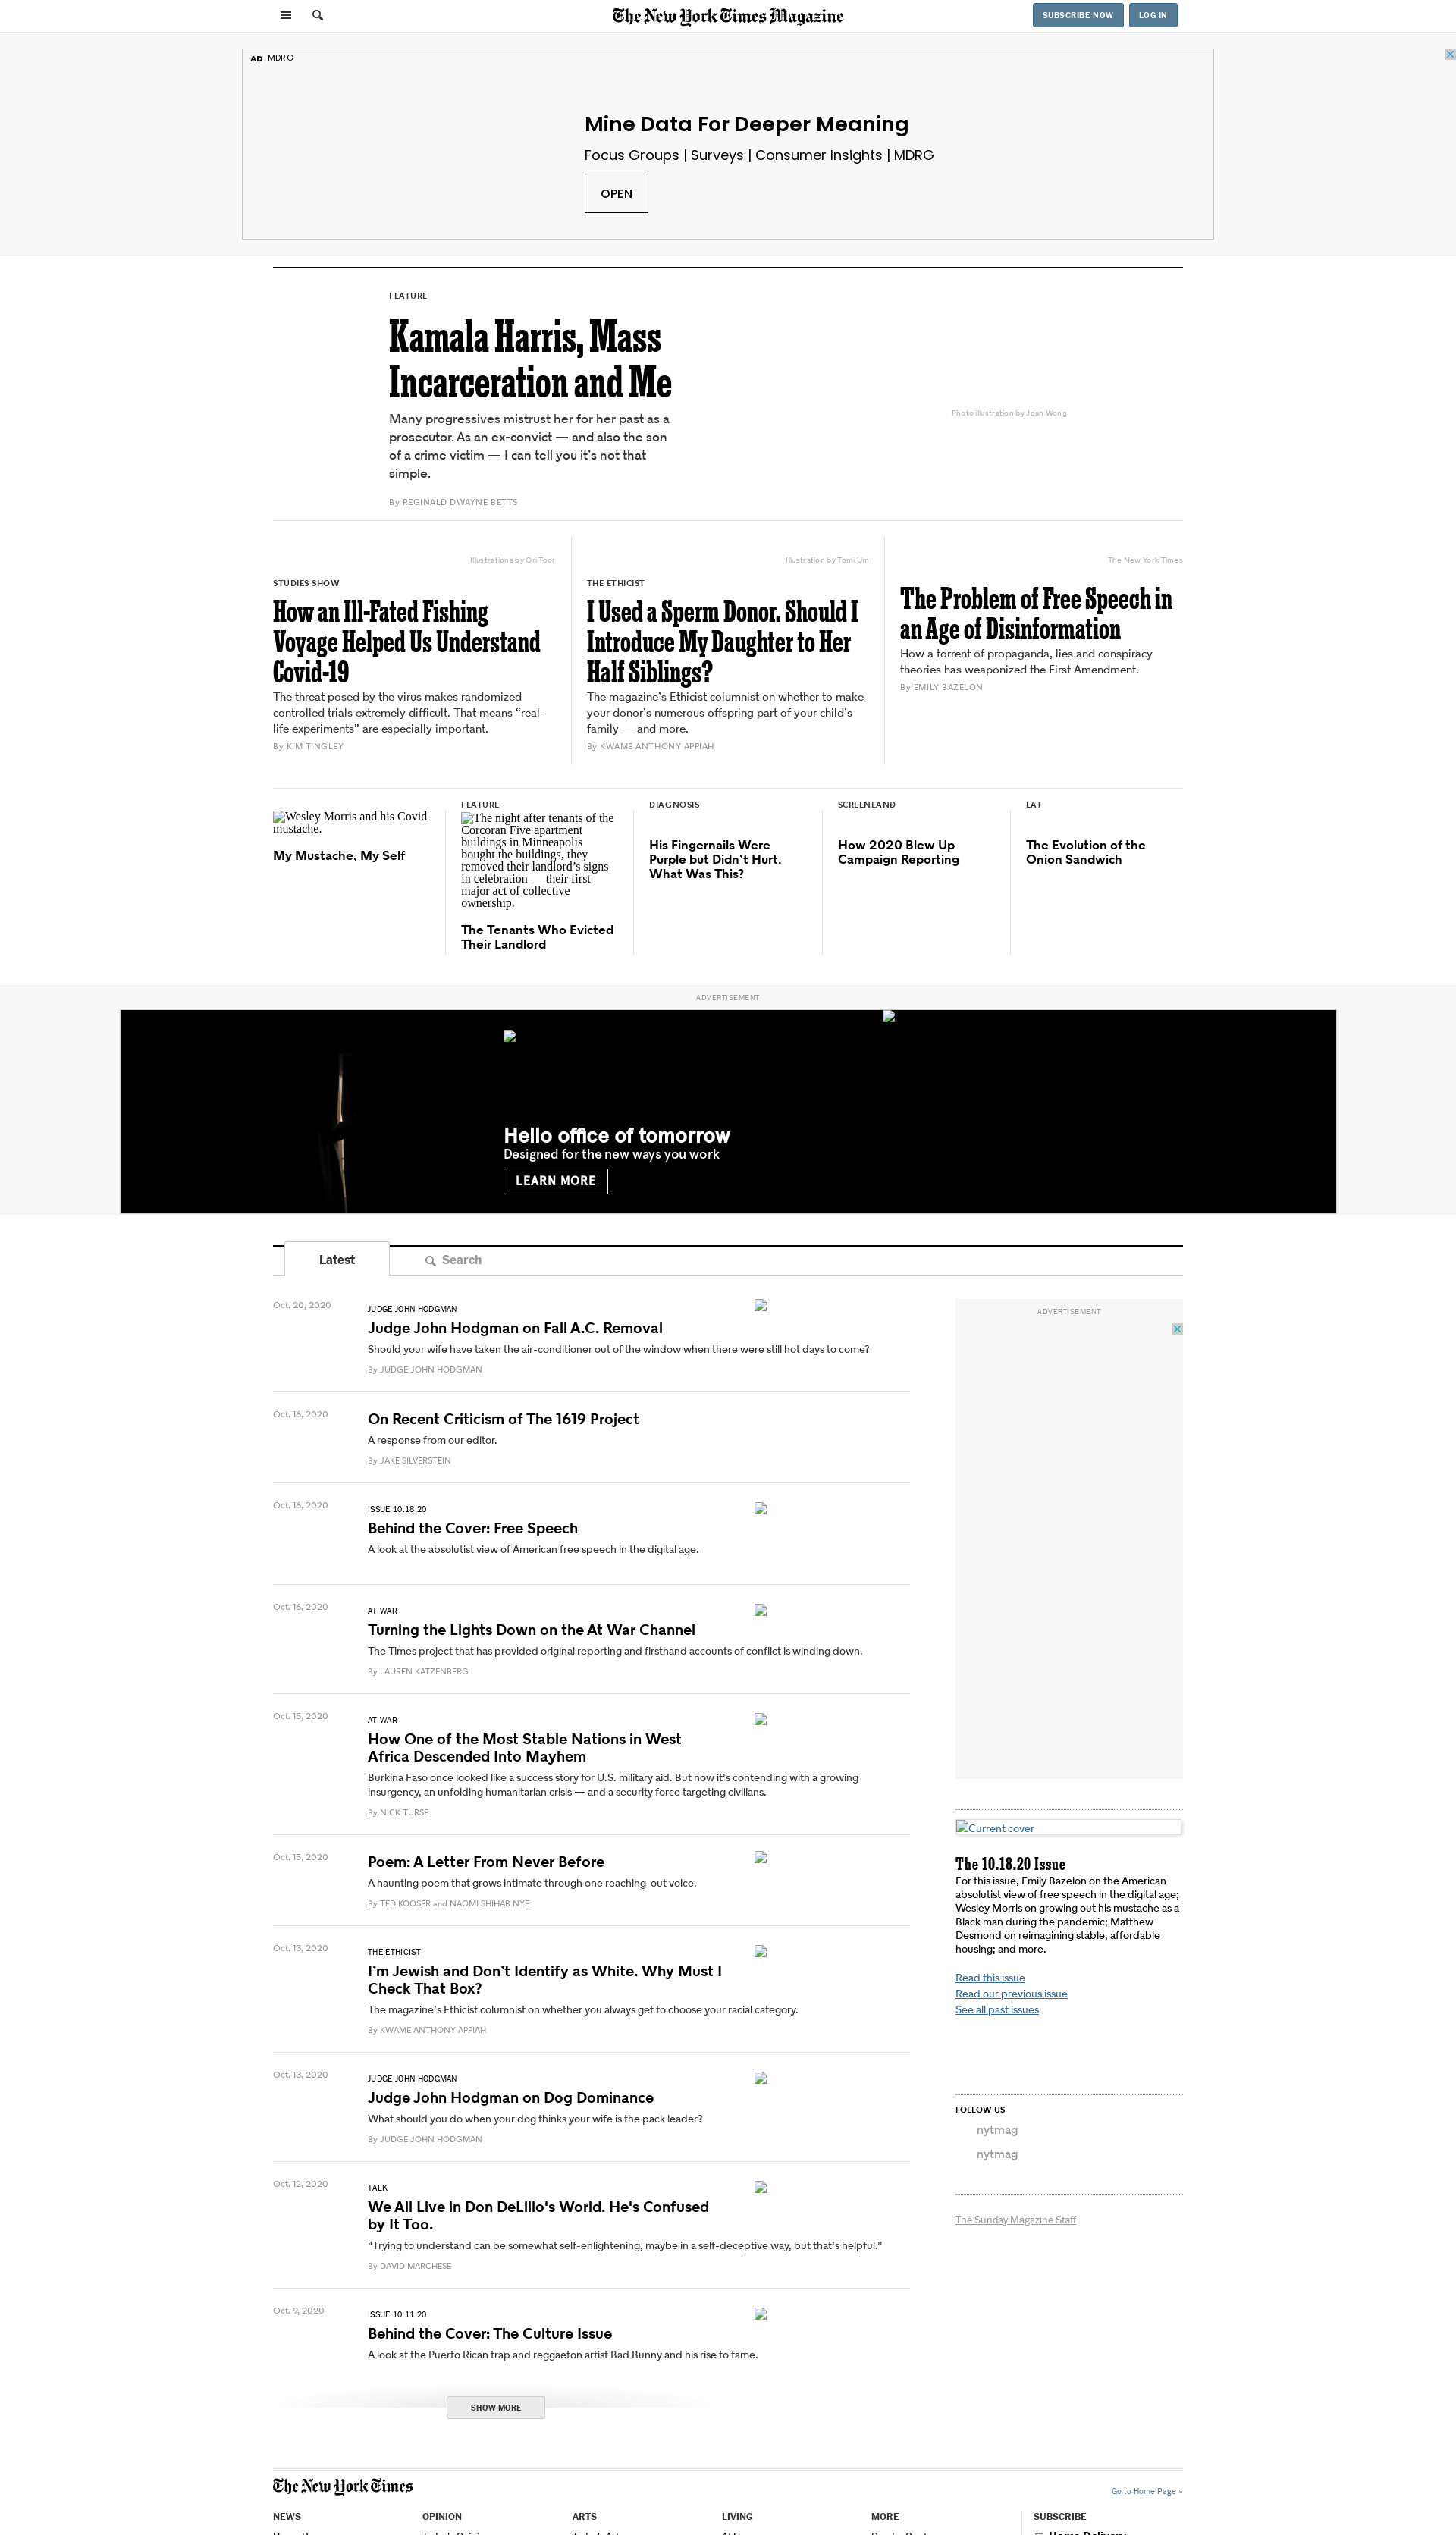 The New York Times Magazine
SUBSCRIBE NOW
LOG IN
AD MDRG
Mine Data For Deeper Meaning
Focus Groups | Surveys | Consumer Insights | MDRG
OPEN
FEATURE
Kamala Harris, Mass
Incarceration and Me
Many progressives mistrust her for her past as a
prosecutor. As an ex-convict — and also the son
of a crime victim — I can tell you it’s not that
simple.
By REGINALD DWAYNE BETTS
Photo illustration by Joan Wong
Illustrations by Ori Toor
STUDIES SHOW
How an Ill-Fated Fishing
Voyage Helped Us Understand
Covid-19
The threat posed by the virus makes randomized
controlled trials extremely difficult. That means “real-
life experiments” are especially important.
By KIM TINGLEY
Illustration by Tomi Um
THE ETHICIST
I Used a Sperm Donor. Should I
Introduce My Daughter to Her
Half Siblings?
The magazine’s Ethicist columnist on whether to make
your donor’s numerous offspring part of your child’s
family — and more.
By KWAME ANTHONY APPIAH
The New York Times
The Problem of Free Speech in
an Age of Disinformation
How a torrent of propaganda, lies and conspiracy
theories has weaponized the First Amendment.
By EMILY BAZELON
Wesley Morris and his Covid
mustache.
My Mustache, My Self
FEATURE
The night after tenants of the
Corcoran Five apartment
buildings in Minneapolis
bought the buildings, they
removed their landlord’s signs
in celebration — their first
major act of collective
ownership.
The Tenants Who Evicted
Their Landlord
DIAGNOSIS
His Fingernails Were
Purple but Didn’t Hurt.
What Was This?
SCREENLAND
How 2020 Blew Up
Campaign Reporting
EAT
The Evolution of the
Onion Sandwich
ADVERTISEMENT
Hello office of tomorrow
Designed for the new ways you work
LEARN MORE
Latest
Search
Oct. 20, 2020
JUDGE JOHN HODGMAN
Judge John Hodgman on Fall A.C. Removal
Should your wife have taken the air-conditioner out of the window when there were still hot days to come?
By JUDGE JOHN HODGMAN
Oct. 16, 2020
On Recent Criticism of The 1619 Project
A response from our editor.
By JAKE SILVERSTEIN
Oct. 16, 2020
ISSUE 10.18.20
Behind the Cover: Free Speech
A look at the absolutist view of American free speech in the digital age.
Oct. 16, 2020
AT WAR
Turning the Lights Down on the At War Channel
The Times project that has provided original reporting and firsthand accounts of conflict is winding down.
By LAUREN KATZENBERG
Oct. 15, 2020
AT WAR
How One of the Most Stable Nations in West
Africa Descended Into Mayhem
Burkina Faso once looked like a success story for U.S. military aid. But now it’s contending with a growing
insurgency, an unfolding humanitarian crisis — and a security force targeting civilians.
By NICK TURSE
Oct. 15, 2020
Poem: A Letter From Never Before
A haunting poem that grows intimate through one reaching-out voice.
By TED KOOSER and NAOMI SHIHAB NYE
Oct. 13, 2020
THE ETHICIST
I’m Jewish and Don’t Identify as White. Why Must I
Check That Box?
The magazine’s Ethicist columnist on whether you always get to choose your racial category.
By KWAME ANTHONY APPIAH
Oct. 13, 2020
JUDGE JOHN HODGMAN
Judge John Hodgman on Dog Dominance
What should you do when your dog thinks your wife is the pack leader?
By JUDGE JOHN HODGMAN
Oct. 12, 2020
TALK
We All Live in Don DeLillo's World. He's Confused
by It Too.
“Trying to understand can be somewhat self-enlightening, maybe in a self-deceptive way, but that’s helpful.”
By DAVID MARCHESE
Oct. 9, 2020
ISSUE 10.11.20
Behind the Cover: The Culture Issue
A look at the Puerto Rican trap and reggaeton artist Bad Bunny and his rise to fame.
SHOW MORE
ADVERTISEMENT
Current cover
The 10.18.20 Issue
For this issue, Emily Bazelon on the American
absolutist view of free speech in the digital age;
Wesley Morris on growing out his mustache as a
Black man during the pandemic; Matthew
Desmond on reimagining stable, affordable
housing; and more.
Read this issue
Read our previous issue
See all past issues
FOLLOW US
nytmag
nytmag
The Sunday Magazine Staff
The New York Times
Go to Home Page »
NEWS
OPINION
ARTS
LIVING
MORE
SUBSCRIBE